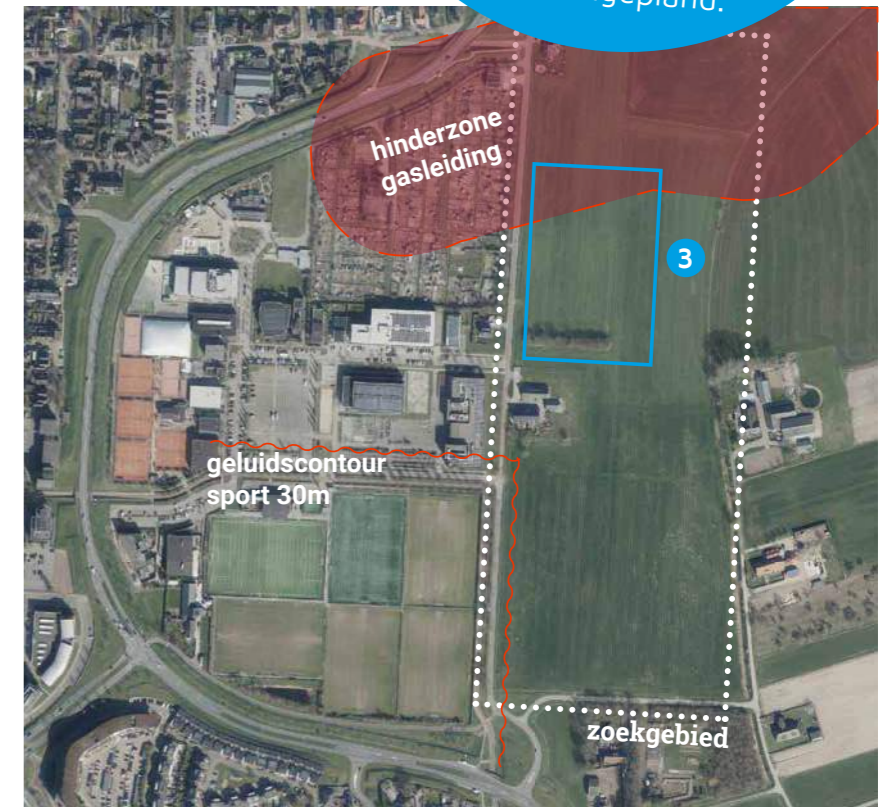 hinderzone
gasleiding
3
geluidscontour
sport 30m
zoekgebied